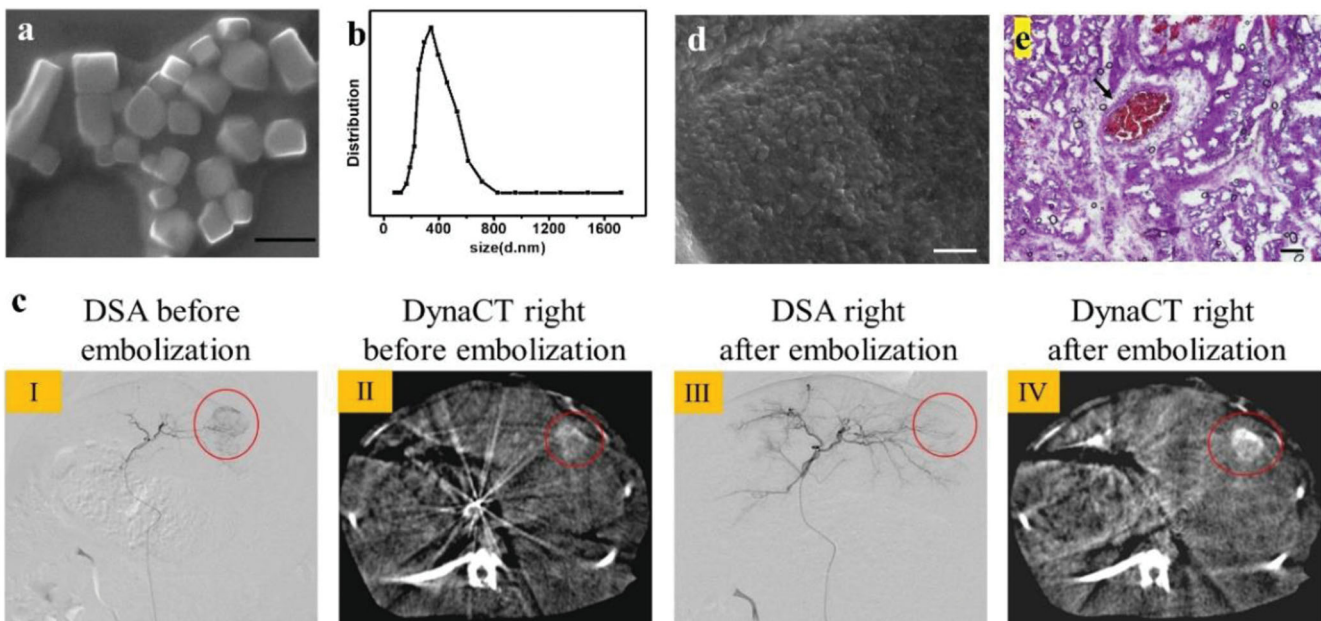 a
b
Distribution
0
400
800
1200
1600
size(d.nm)
d
e
c
DSA before
embolization
DynaCT right
before embolization
DSA right
after embolization
DynaCT right
after embolization
I
II
III
IV